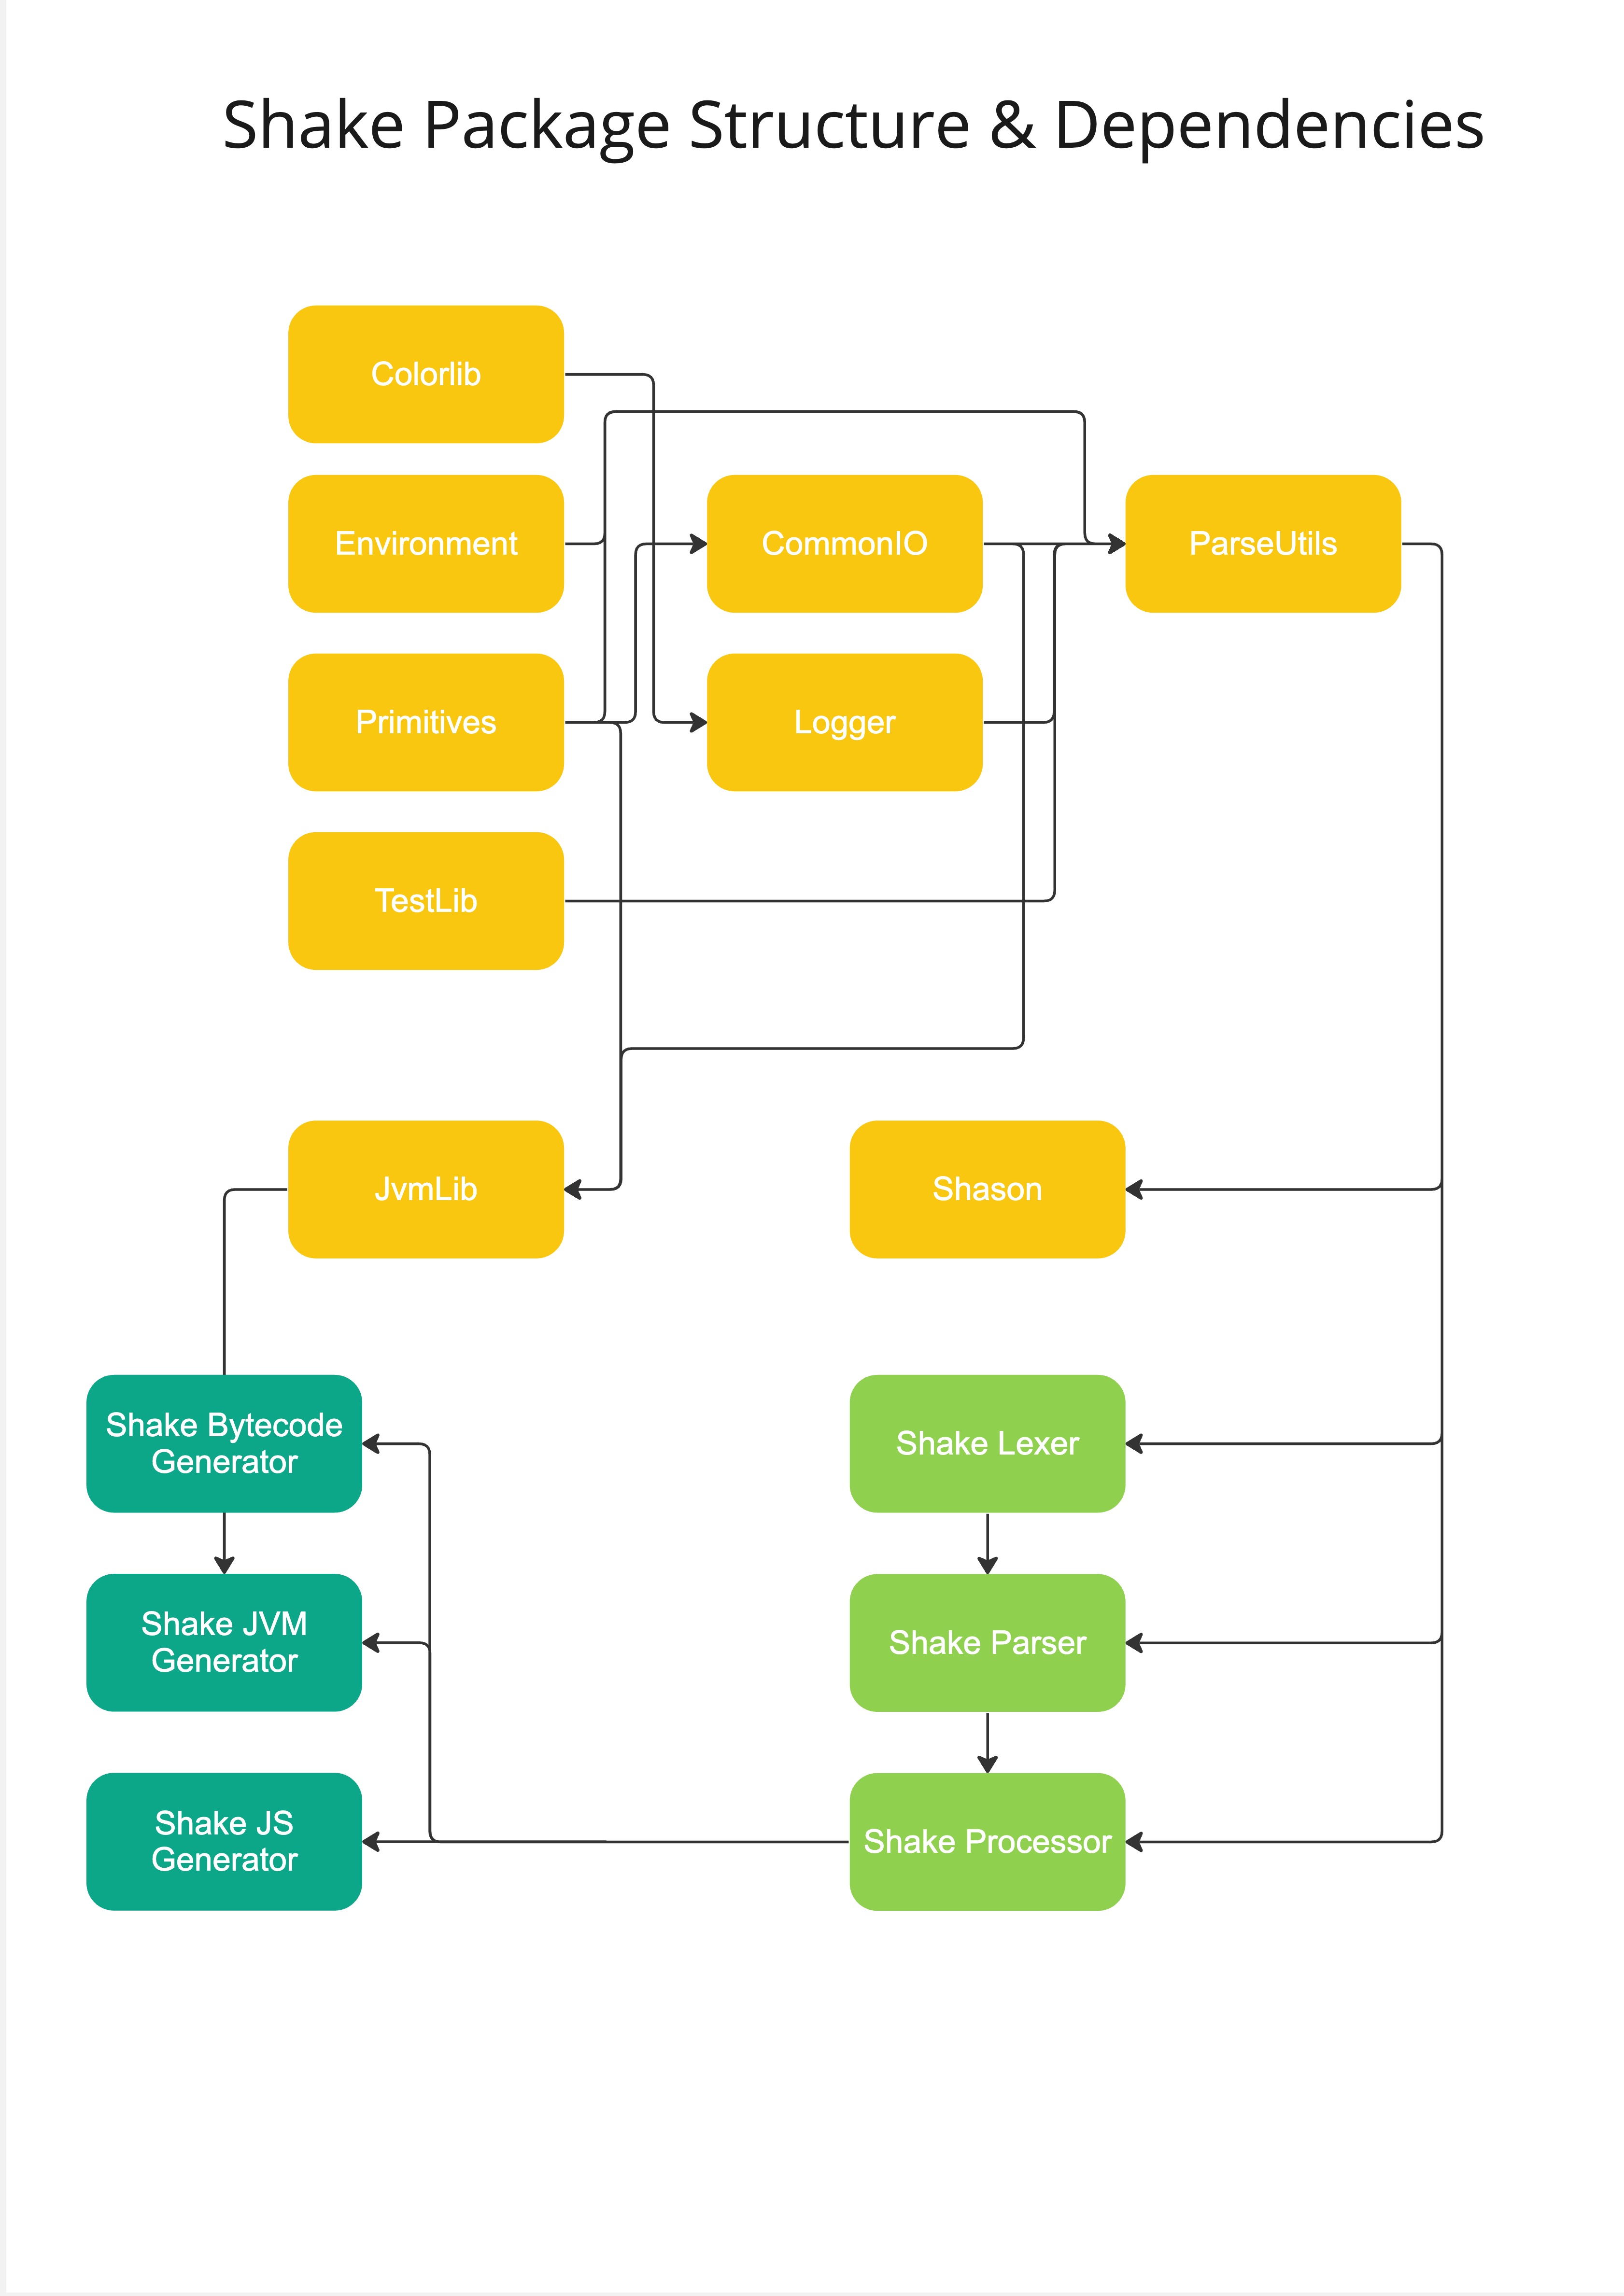 Shake Package Structure & Dependencies
Colorlib
Environment
CommonIO
ParseUtils
Primitives
Logger
TestLib
JvmLib
Shason
Shake Bytecode
Generator
Shake Lexer
Shake JVM
Generator
Shake Parser
Shake JS
Generator
Shake Processor